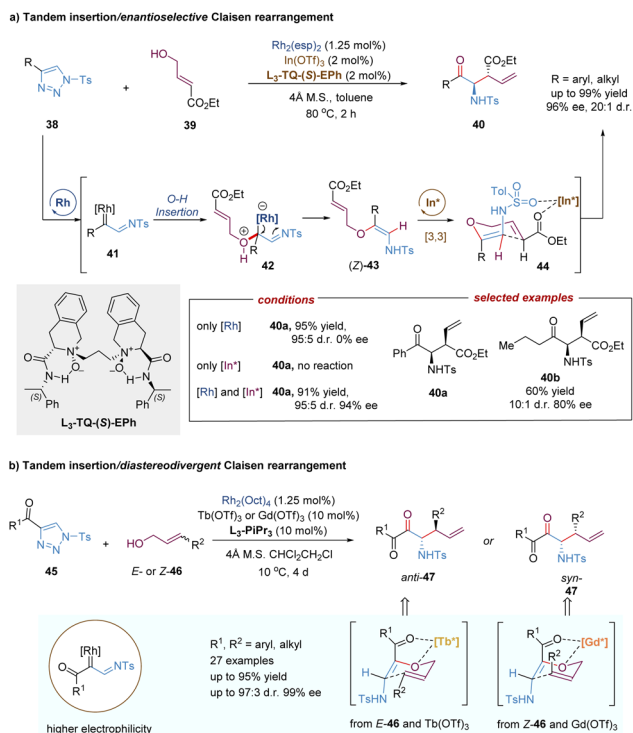 a) Tandem insertion/enantioselective Claisen rearrangement
Rh2(esp)2 (1.25 mol%)
In(OTf)3 (2 mol%)
L3-TQ-(S)-EPh (2 mol%)
4Å M.S., toluene
80 °C, 2 h
R
N
N
N
Ts
38
+
HO
CO2Et
39
R
O
CO2Et
NHTs
40
R = aryl, alkyl
up to 99% yield
96% ee, 20:1 d.r.
Rh
[Rh]
R
NTs
41
O-H
Insertion
CO2Et
[Rh]
⊖
O
⊕
H
R
NTs
42
CO2Et
O
R
H
NHTs
(Z)-43
In*
[3,3]
Tol
O
S
O
[In*]
HN
O
O
R
H
OEt
44
N+
O-
N+
-O
O
N
H
H
N
O
(S)
Ph
(S)
Ph
L3-TQ-(S)-EPh
conditions
selected examples
only [Rh] 40a, 95% yield,
95:5 d.r. 0% ee
only [In*] 40a, no reaction
[Rh] and [In*] 40a, 91% yield,
95:5 d.r. 94% ee
O
Ph
OEt
NHTs
O
40a
O
Me
OEt
NHTs
O
40b
60% yield
10:1 d.r. 80% ee
b) Tandem insertion/diastereodivergent Claisen rearrangement
Rh2(Oct)4 (1.25 mol%)
Tb(OTf)3 or Gd(OTf)3 (10 mol%)
L3-PiPr3 (10 mol%)
4Å M.S. CHCl2CH2Cl
10 °C, 4 d
O
R1
N
N
N
Ts
45
+
HO
R2
E- or Z-46
R1
O
O
R2
NHTs
anti-47
or
R1
O
O
R2
NHTs
syn-
47
[Rh]
O
R1
NTs
higher electrophilicity
R1, R2 = aryl, alkyl
27 examples
up to 95% yield
up to 97:3 d.r. 99% ee
R1
O
[Tb*]
O
H
R2
TsHN
from E-46 and Tb(OTf)3
R1
O
[Gd*]
R2
O
H
TsHN
from Z-46 and Gd(OTf)3